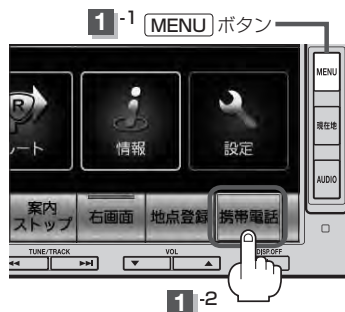 1 -1 MENU ボタン
MENU
現在地
AUDIO
R
ート
情報
設定
案内
ストップ
右画面
地点登録
携帯電話
TUNE/TRACK
VOL
DISP.OFF
1 -2